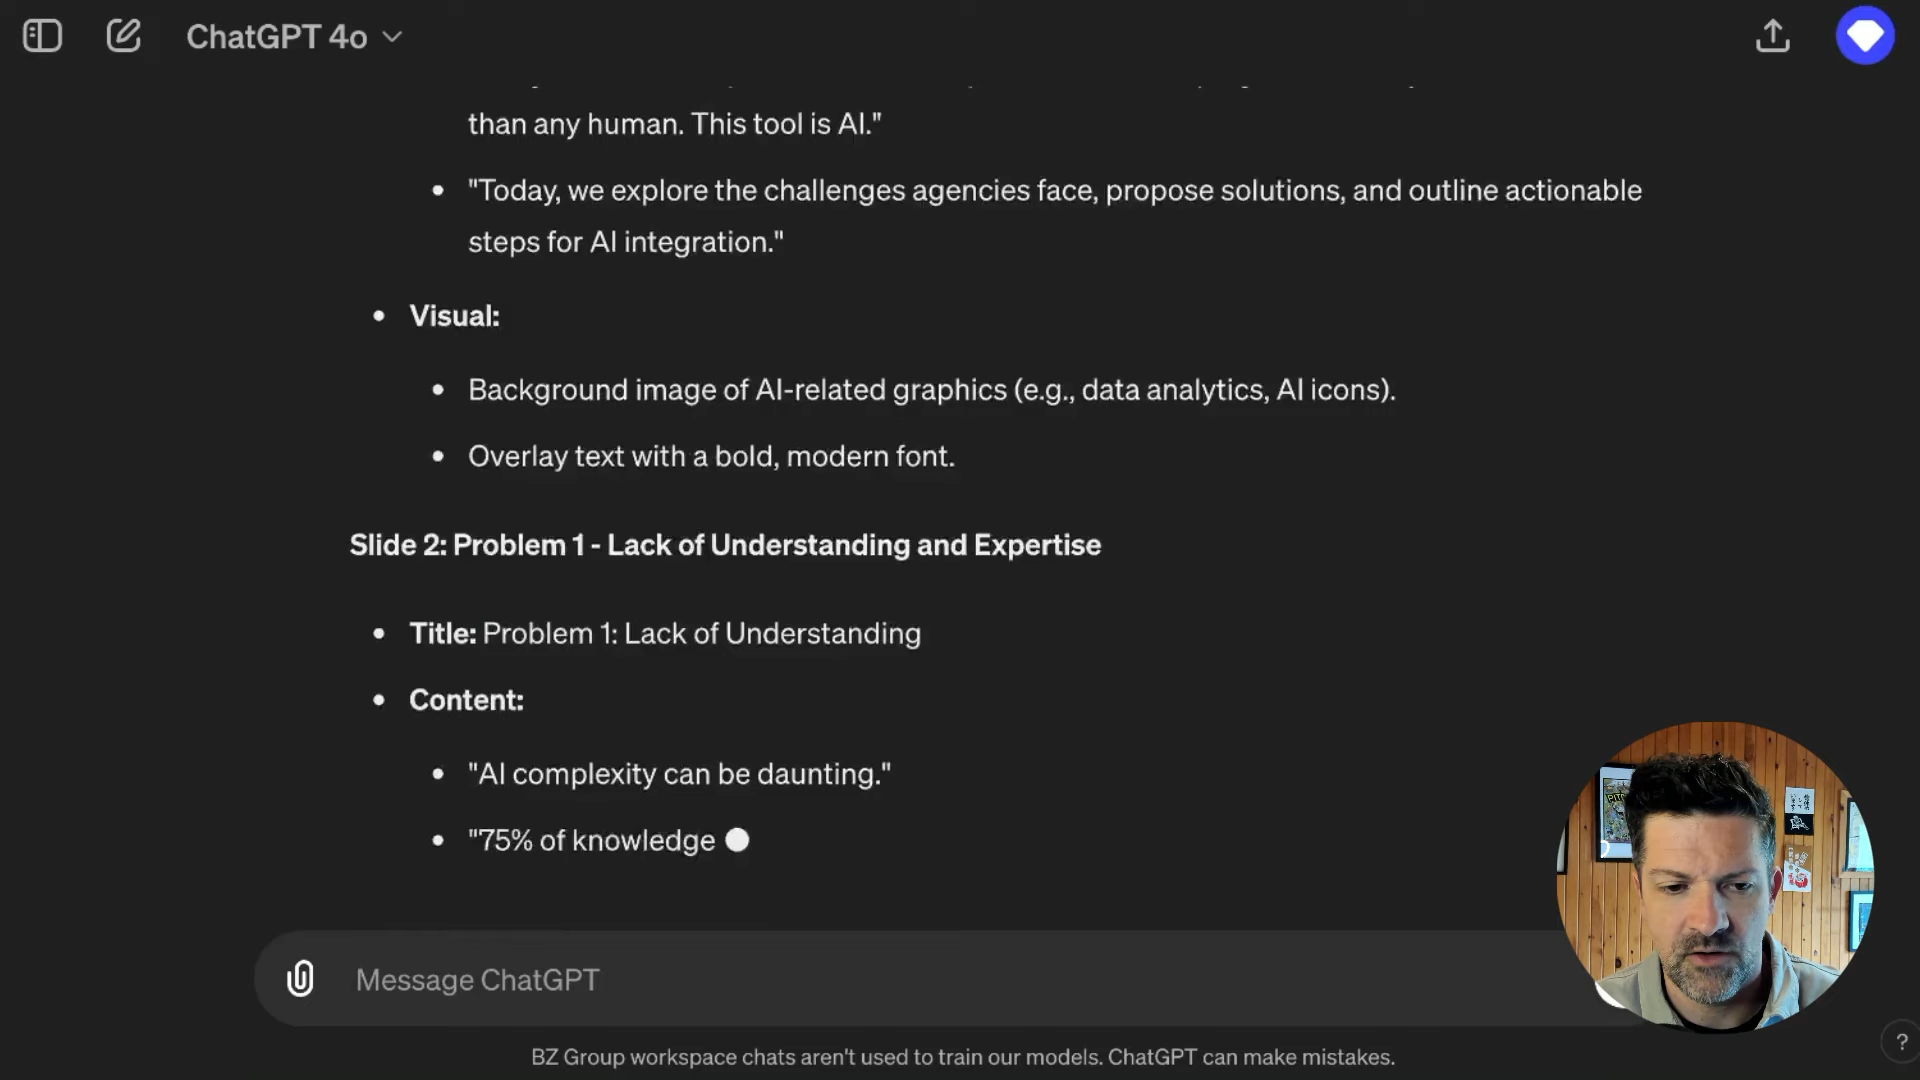 ChatGPT 4o
than any human. This tool is AI."
• "Today, we explore the challenges agencies face, propose solutions, and outline actionable
steps for AI integration."
• Visual:
• Background image of AI-related graphics (e.g., data analytics, AI icons).
• Overlay text with a bold, modern font.
Slide 2: Problem 1 - Lack of Understanding and Expertise
• Title: Problem 1: Lack of Understanding
• Content:
• "AI complexity can be daunting."
• "75% of knowledge
Message ChatGPT
BZ Group workspace chats aren't used to train our models. ChatGPT can make mistakes.
?